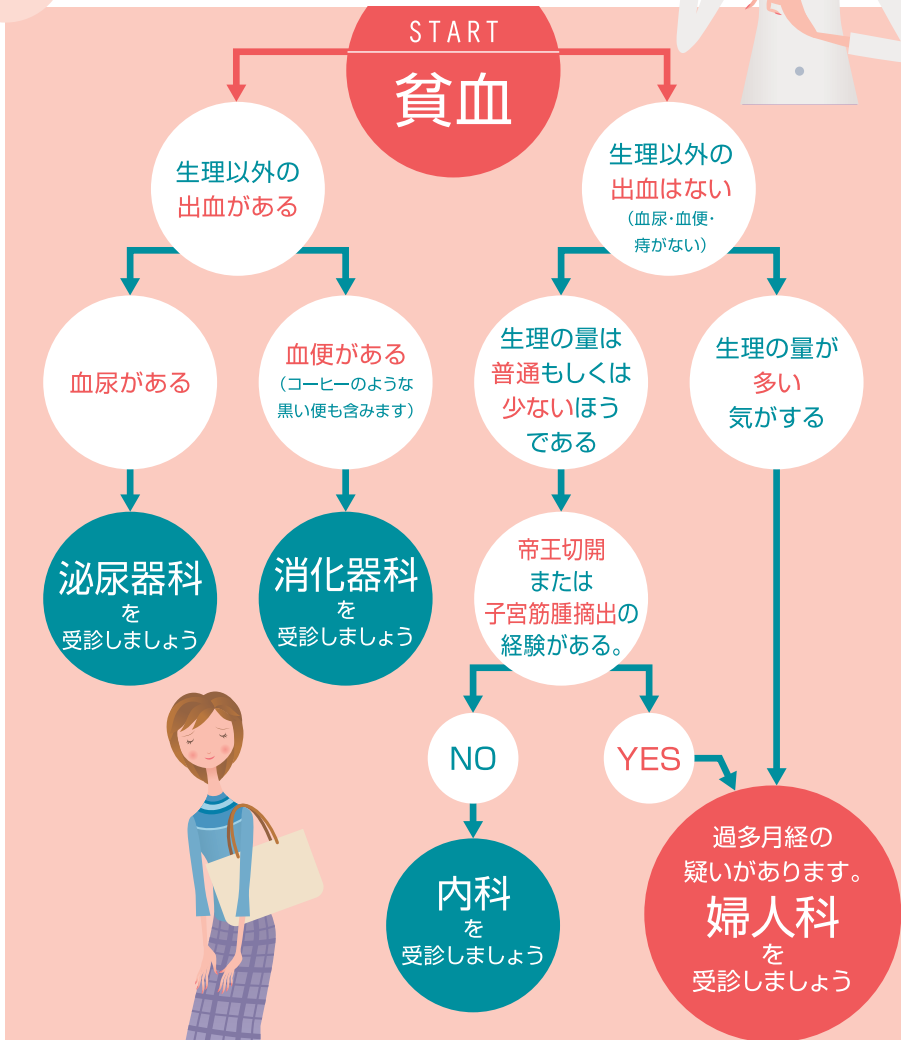 START
貧血
生理以外の
出血がある
生理以外の
出血はない
(血尿・血便・
痔がない)
血尿がある
血便がある
(コーヒーのような
黒い便も含みます)
生理の量は
普通もしくは
少ないほう
である
生理の量が
多い
気がする
泌尿器科
を
受診しましょう
消化器科
を
受診しましょう
帝王切開
または
子宮筋腫摘出の
経験がある。
NO
YES
内科
を
受診しましょう
過多月経の
疑いがあります。
婦人科
を
受診しましょう